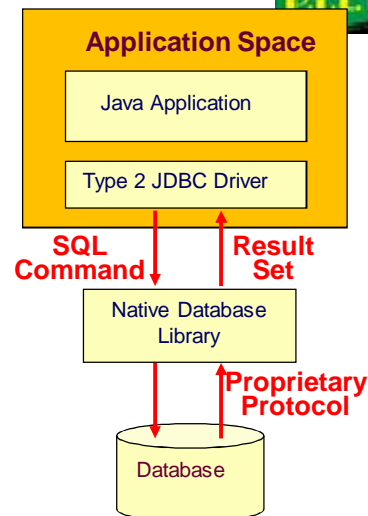 Application Space
Java Application
Type 2 JDBC Driver
SQL
Command
Result
Set
Native Database
Library
Proprietary
Protocol
Database